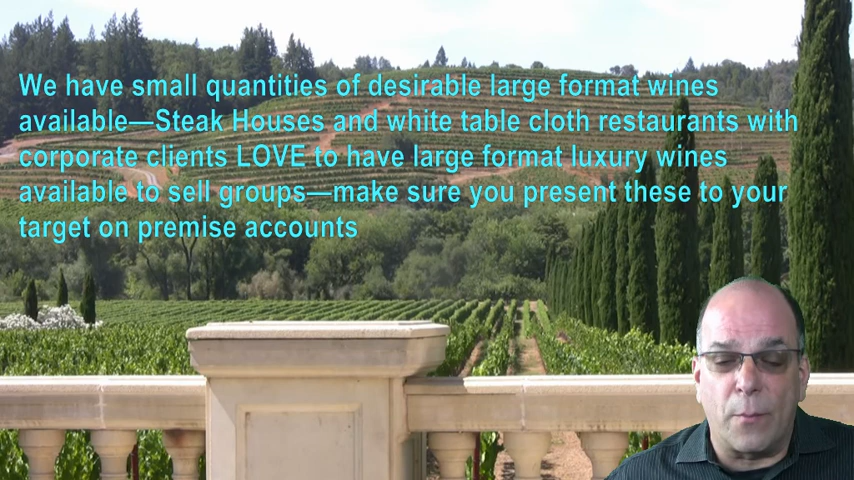 We have small quantities of desirable large format wines
available—Steak Houses and white table cloth restaurants with
corporate clients LOVE to have large format luxury wines
available to sell groups—make sure you present these to your
target on premise accounts